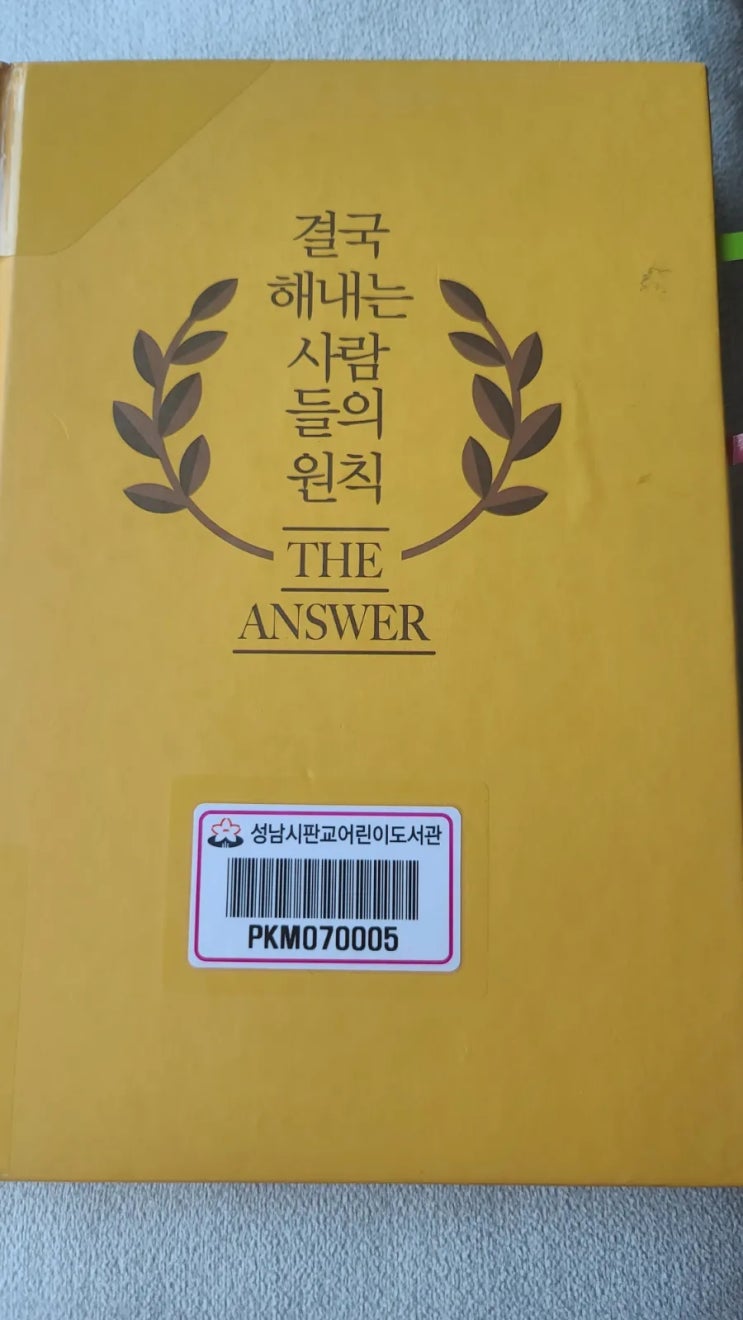 결국
해내는
사람
들의
원칙
THE
ANSWER
성남시판교어린이도서관
PKM070005